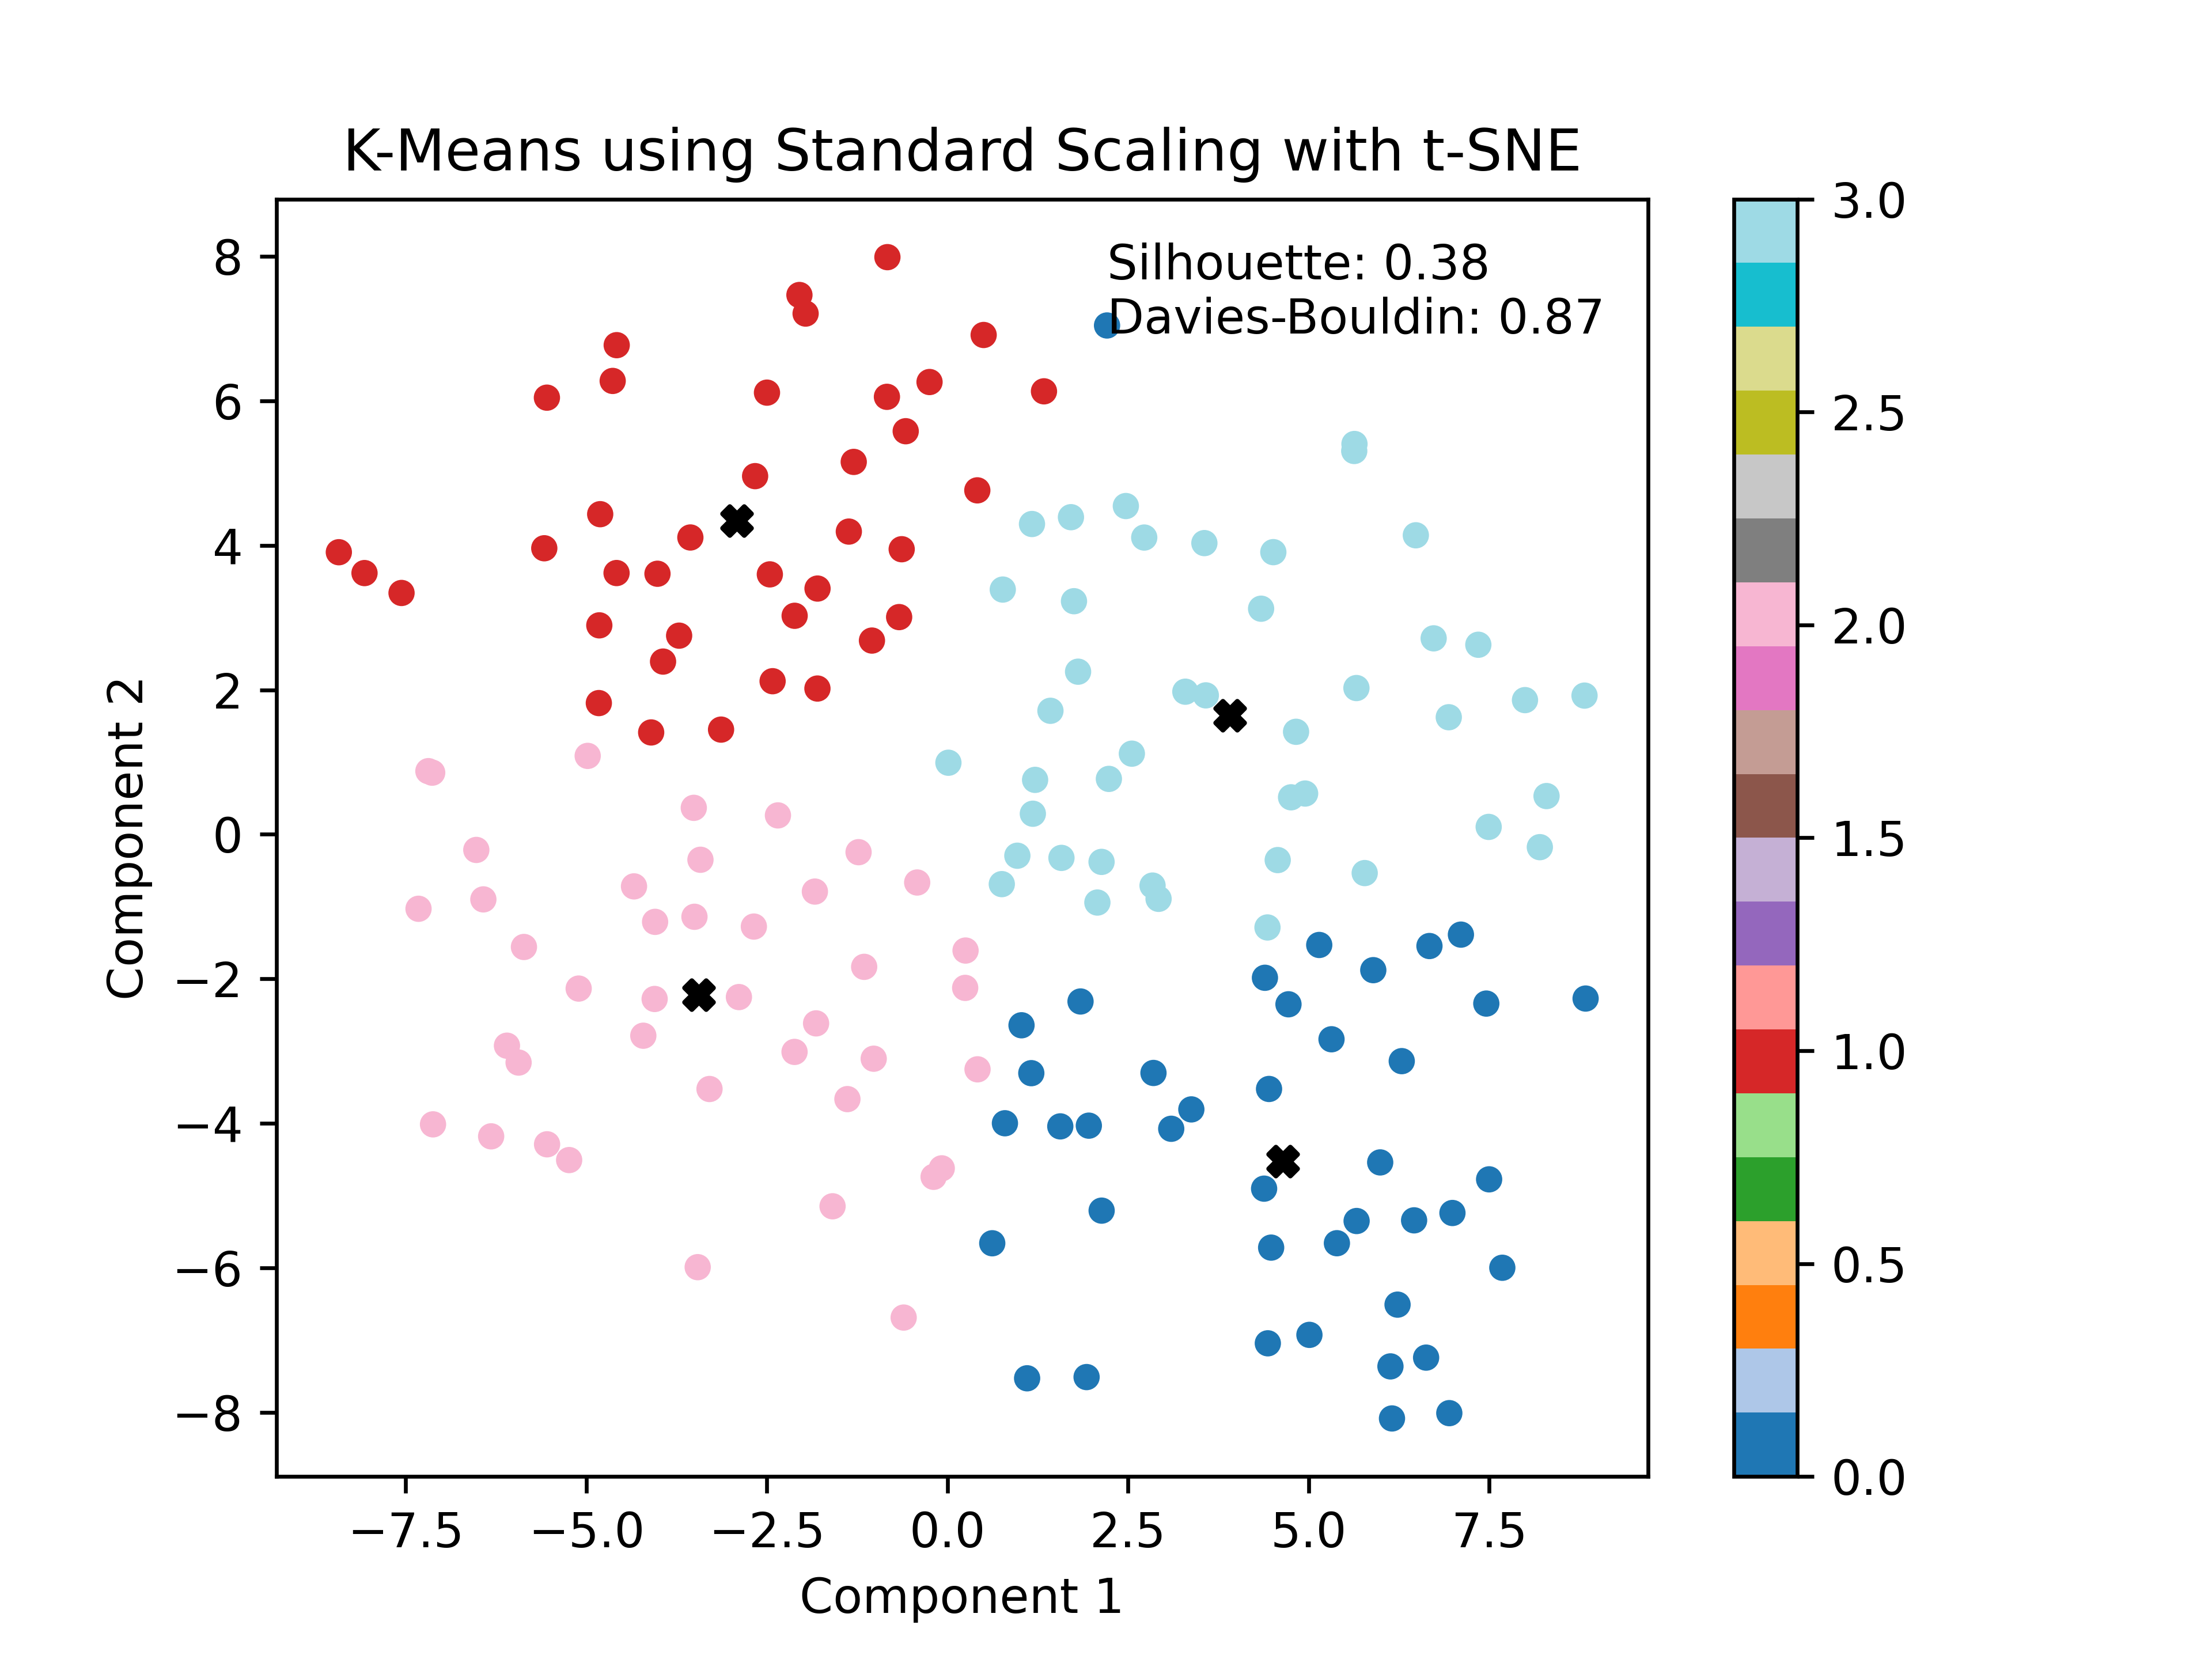 K-Means using Standard Scaling with t-SNE
Silhouette: 0.38
Davies-Bouldin: 0.87
Component 2
8
6
4
2
0
−2
−4
−6
−8
−7.5 −5.0 −2.5 0.0 2.5 5.0 7.5
Component 1
3.0
2.5
2.0
1.5
1.0
0.5
0.0